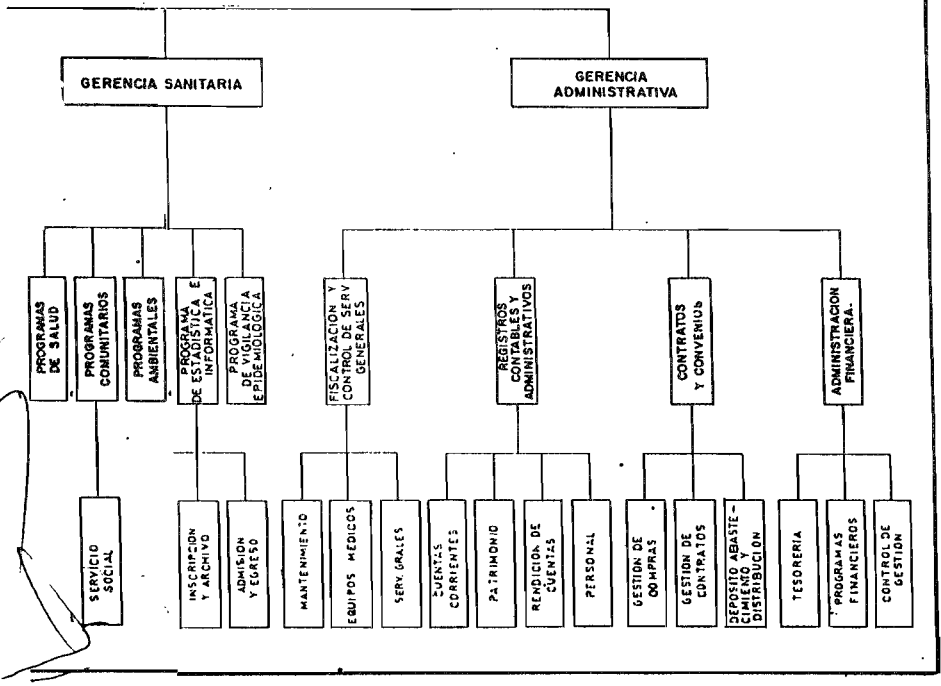 GERENCIA SANITARIA
GERENCIA
ADMINISTRATIVA
PROGRAMAS
DE SALUD
PROGRAMAS
COMUNITARIOS
PROGRAMAS
AMBIENTALES
PROGRAMA
DE ESTADISTICA E
INFORMATICA
PROGRAMA
DE VIGILANCIA
EPIDEMIOLOGICA
FISCALIZACION Y
CONTROL DE SERV
GENERALES
REGISTROS
CONTABLES Y
ADMINISTRATIVOS
CONTRATOS
Y CONVENIOS
ADMINISTRACION
FINANCIERA.
SERVICIO
SOCIAL
INSCRIPCION
Y ARCHIVO
ADMISION
Y EGRESO
MANTENIMIENTO
EQUIPOS MEDICOS
SERV. GRALES
CUENTAS
CORRIENTES
PATRIMONIO
RENDICION DE
CUENTAS
PERSONAL
GESTION DE
COMPRAS
GESTION DE
CONTRATOS
DEPOSITO ABASTE-
CIMIENTO Y
DISTRIBUCION
TESORERIA
PROGRAMAS
FINANCIEROS
CONTROL DE
GESTION